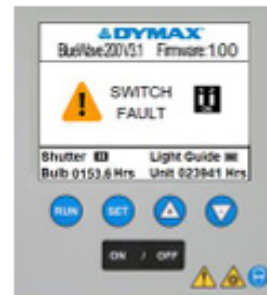 DYMAX
BlueWave 200 V3.1 Firmware: 1.00
SWITCH
FAULT
ON
Shutter Light Guide
Bulb 0153.6 Hrs Unit 023941 Hrs
RUN SET
ON / OFF